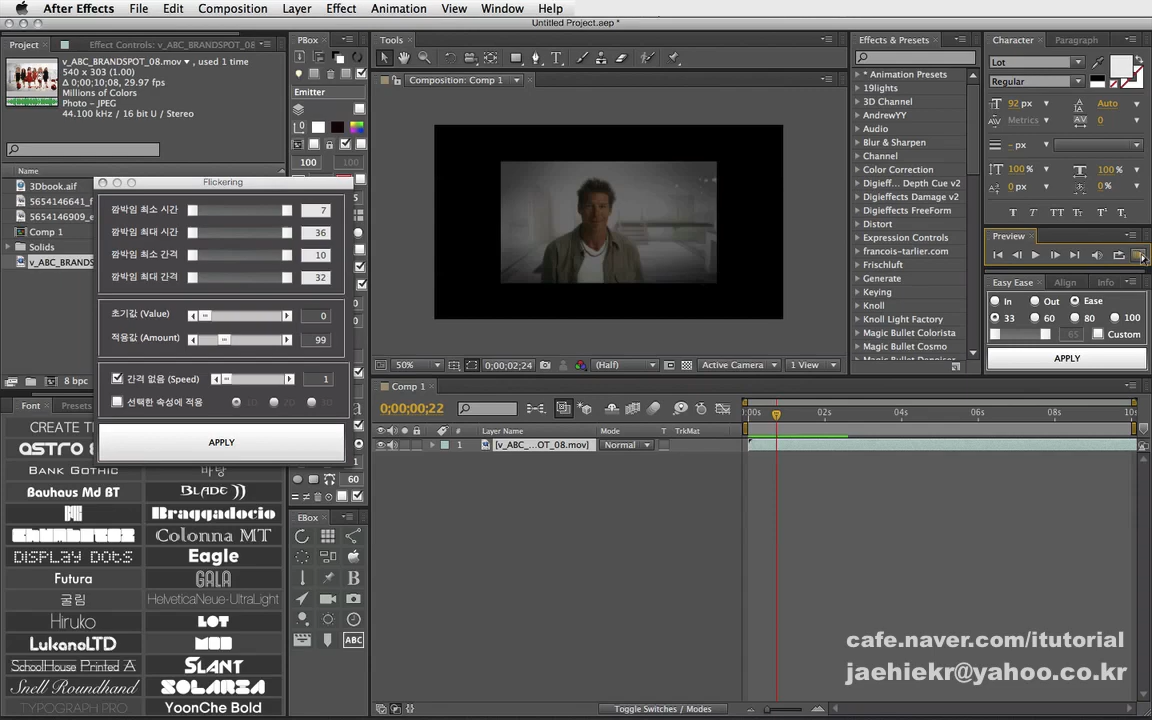 After Effects File Edit Composition Layer Effect Animation View Window Help
Untitled Project.aep *
Project Effect Controls: v_ABC_BRANDSPOT_08
v_ABC_BRANDSPOT_08.mov ▾ , used 1 time
540 x 303 (1.00)
Δ 0;00;10;08, 29.97 fps
Millions of Colors
Photo – JPEG
44.100 kHz / 16 bit U / Stereo
Name
3Dbook.aif
5654146641_f
5654146909_e
Comp 1
Solids
v_ABC_BRANDS
8 bpc
Flickering
깜박임 최소 시간 7
깜박임 최대 시간 36
깜박임 최소 간격 10
깜박임 최대 간격 32
초기값 (Value) 0
적용값 (Amount) 99
간격 없음 (Speed) 1
선택한 속성에 적용 10 20 30
APPLY
Font Presets
CREATE T
ASTRO
BANK GOTHIC 바탕
Bauhaus Md BT BLADE
Braggadocio
Colonna MT
DISPLAY DOTS Eagle
Futura GALA
굴림 HelveticaNeue-UltraLight
Hiruko LOT
LukanoLTD MOD
SchoolHouse Printed A SLANT
Snell Roundhand SOLARIA
TYPOGRAPH PRO YoonChe Bold
PBox
Emitter
100 100
60
EBox
ABC
Tools
Composition: Comp 1
50% 0;00;02;24 (Half) Active Camera 1 View
Comp 1
0;00;00;22
# Layer Name Mode T TrkMat
1 [v_ABC_...OT_08.mov] Normal
0:00s 02s 04s 06s 08s 10s
Toggle Switches / Modes
Effects & Presets
* Animation Presets
19lights
3D Channel
AndrewYY
Audio
Blur & Sharpen
Channel
Color Correction
Digieff... Depth Cue v2
Digieffects Damage v2
Digieffects FreeForm
Distort
Expression Controls
francois-tarlier.com
Frischluft
Generate
Keying
Knoll
Knoll Light Factory
Magic Bullet Colorista
Magic Bullet Cosmo
Character Paragraph
Lot
Regular
92 px Auto
Metrics 0
– px
100% 100%
0 px 0%
T T TT Tt T¹ T₁
Preview
Easy Ease Align Info
In Out Ease
33 60 80 100
65 Custom
APPLY
cafe.naver.com/itutorial
jaehiekr@yahoo.co.kr